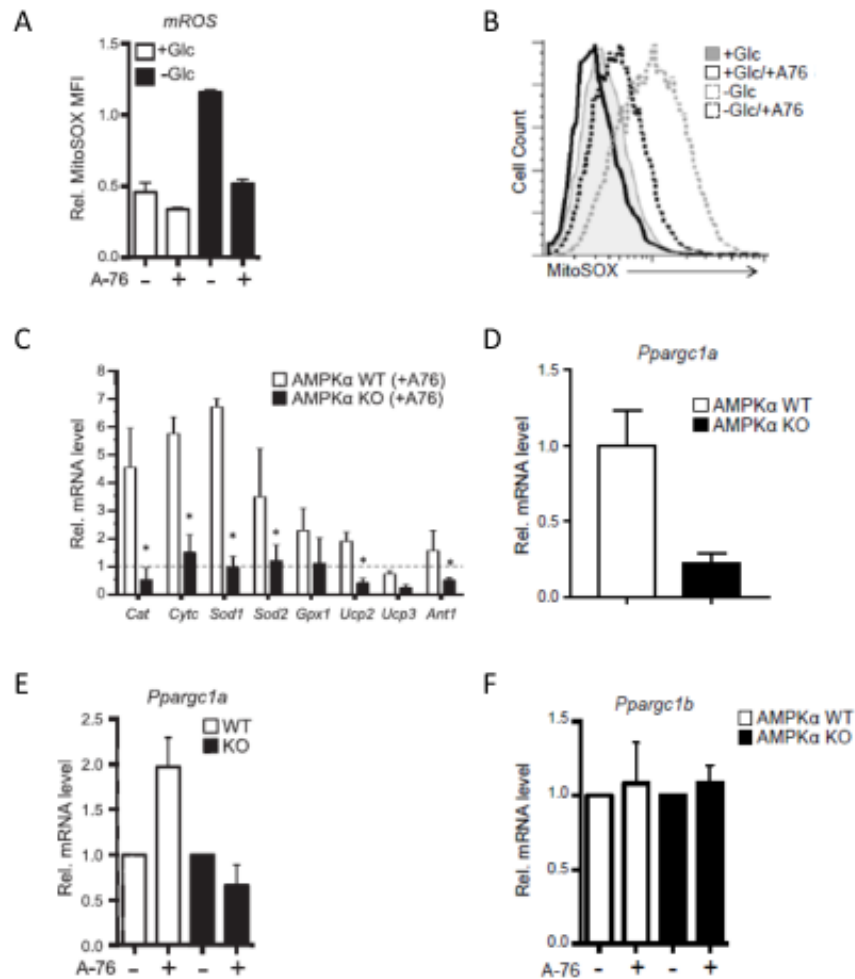 A
mROS
+Glc
-Glc
Rel. MitoSOX MFI
1.5
1.0
0.5
0.0
A-76 - + - +
B
+Glc
+Glc/+A76
-Glc
-Glc/+A76
Cell Count
MitoSOX
C
AMPKα WT (+A76)
AMPKα KO (+A76)
Rel. mRNA level
8
7
6
5
4
3
2
1
0
* * * * * *
Cat Cytc Sod1 Sod2 Gpx1 Ucp2 Ucp3 Ant1
D
Ppargc1a
AMPKα WT
AMPKα KO
Rel. mRNA level
1.5
1.0
0.5
0.0
E
Ppargc1a
WT
KO
Rel. mRNA level
2.5
2.0
1.5
1.0
0.5
0.0
A-76 - + - +
F
Ppargc1b
AMPKα WT
AMPKα KO
Rel. mRNA level
1.5
1.0
0.5
0.0
A-76 - + - +